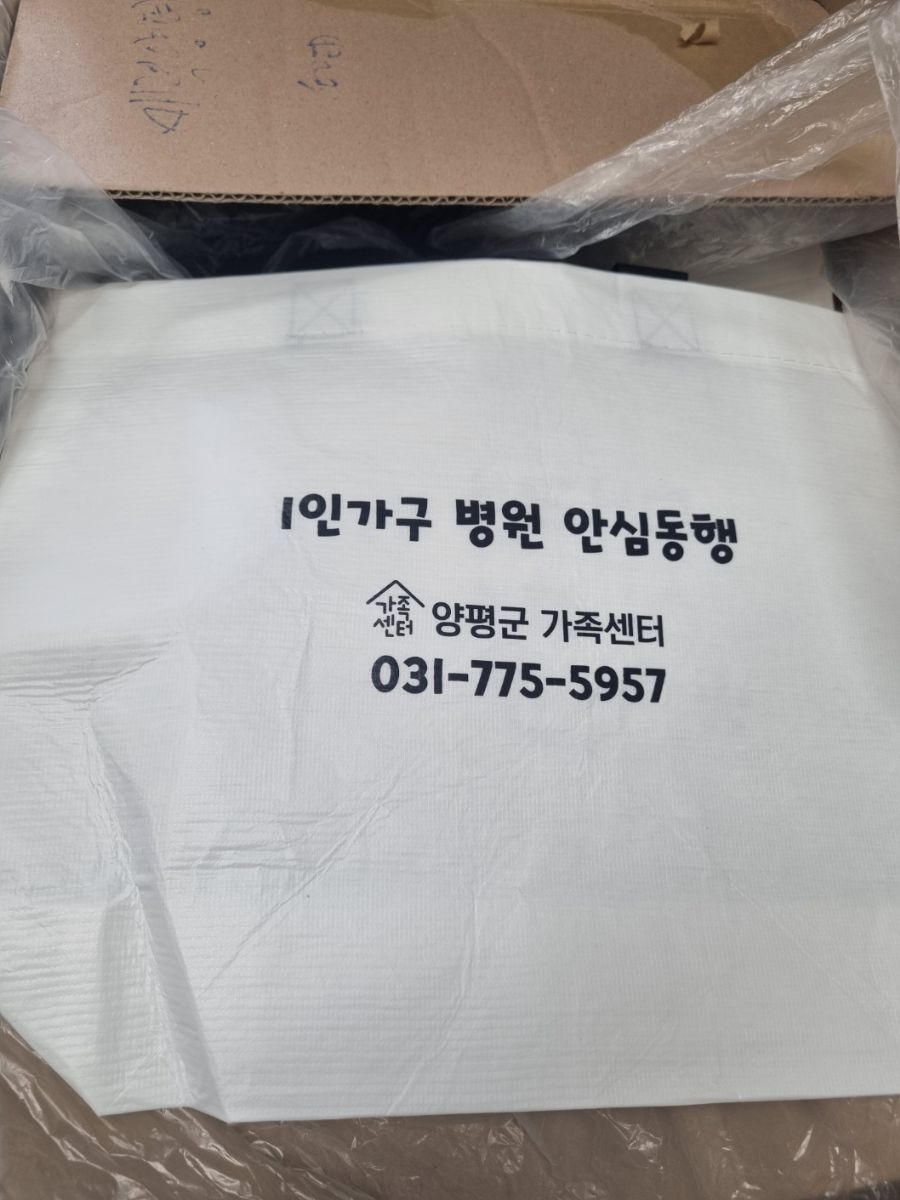 1인가구 병원 안심동행
가족
센터
양평군 가족센터
031-775-5957